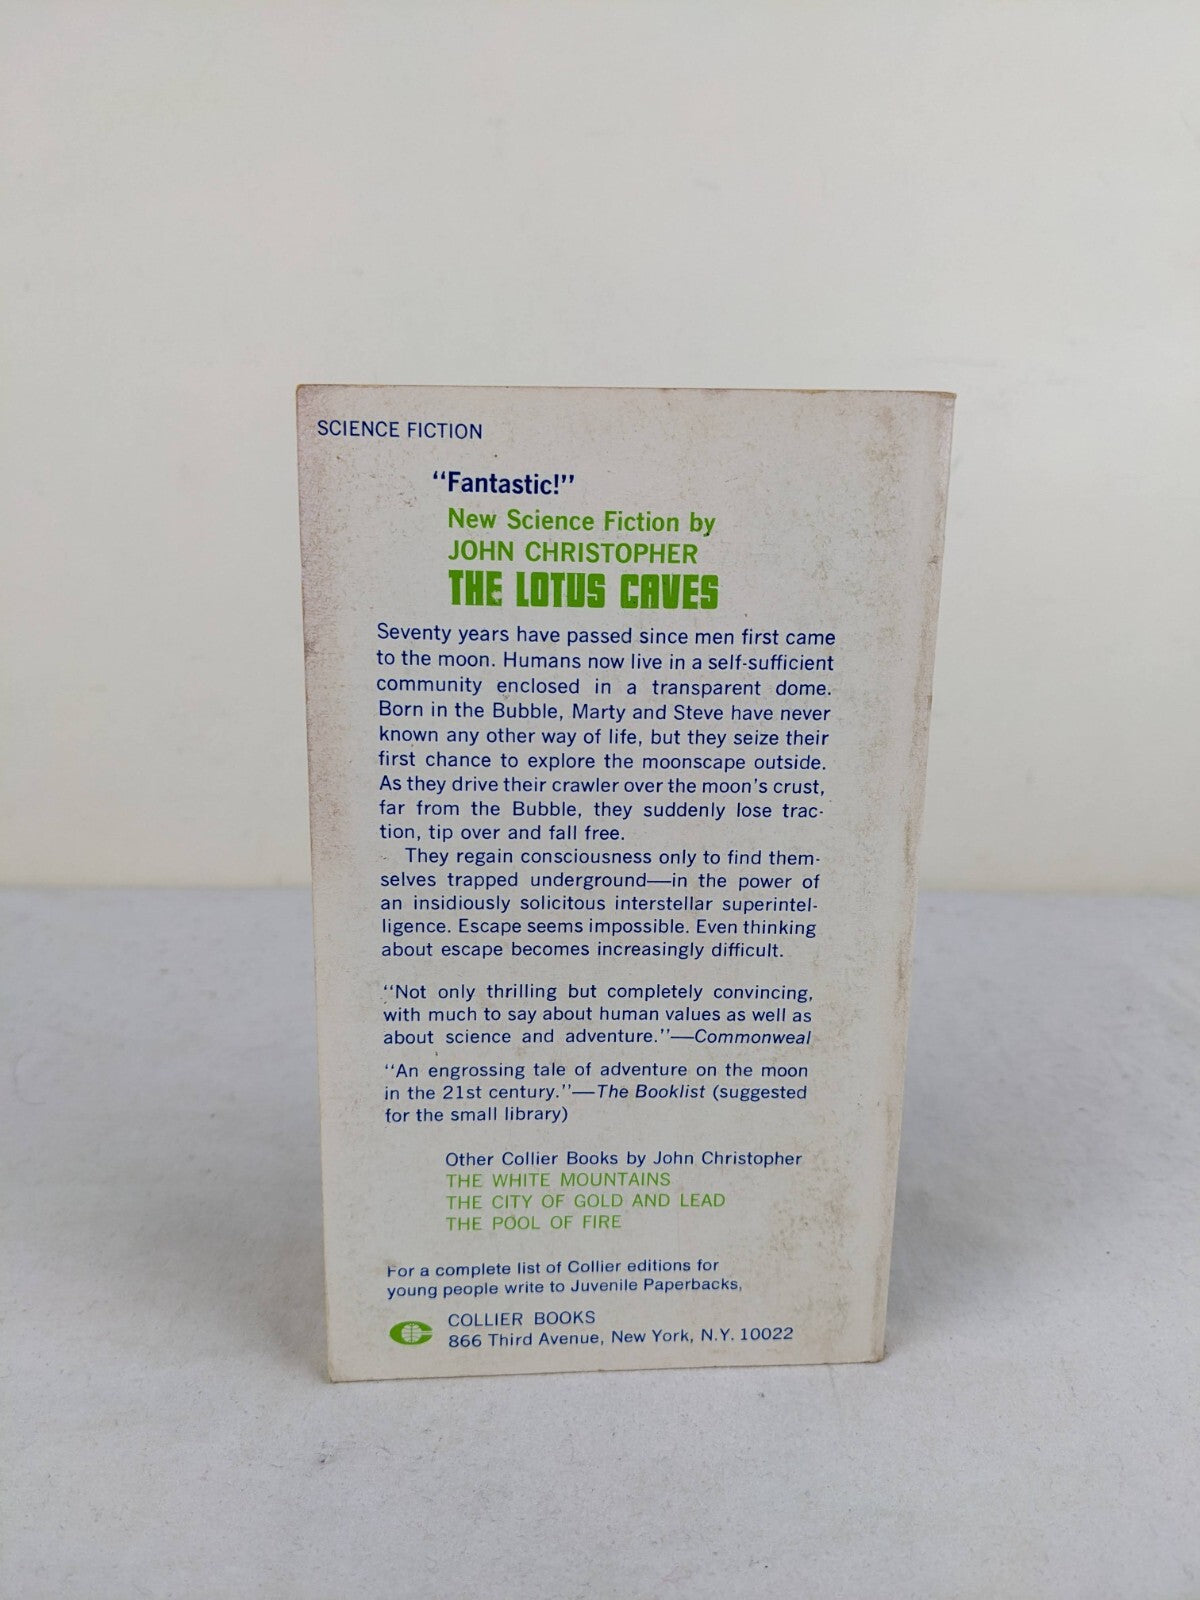 SCIENCE FICTION
“Fantastic!”
New Science Fiction by
JOHN CHRISTOPHER
THE LOTUS CAVES
Seventy years have passed since men first came
to the moon. Humans now live in a self-sufficient
community enclosed in a transparent dome.
Born in the Bubble, Marty and Steve have never
known any other way of life, but they seize their
first chance to explore the moonscape outside.
As they drive their crawler over the moon's crust,
far from the Bubble, they suddenly lose trac-
tion, tip over and fall free.
They regain consciousness only to find them-
selves trapped underground—in the power of
an insidiously solicitous interstellar superintel-
ligence. Escape seems impossible. Even thinking
about escape becomes increasingly difficult.
“Not only thrilling but completely convincing,
with much to say about human values as well as
about science and adventure.”—Commonweal
“An engrossing tale of adventure on the moon
in the 21st century.”—The Booklist (suggested
for the small library)
Other Collier Books by John Christopher
THE WHITE MOUNTAINS
THE CITY OF GOLD AND LEAD
THE POOL OF FIRE
For a complete list of Collier editions for
young people write to Juvenile Paperbacks,
COLLIER BOOKS
866 Third Avenue, New York, N.Y. 10022